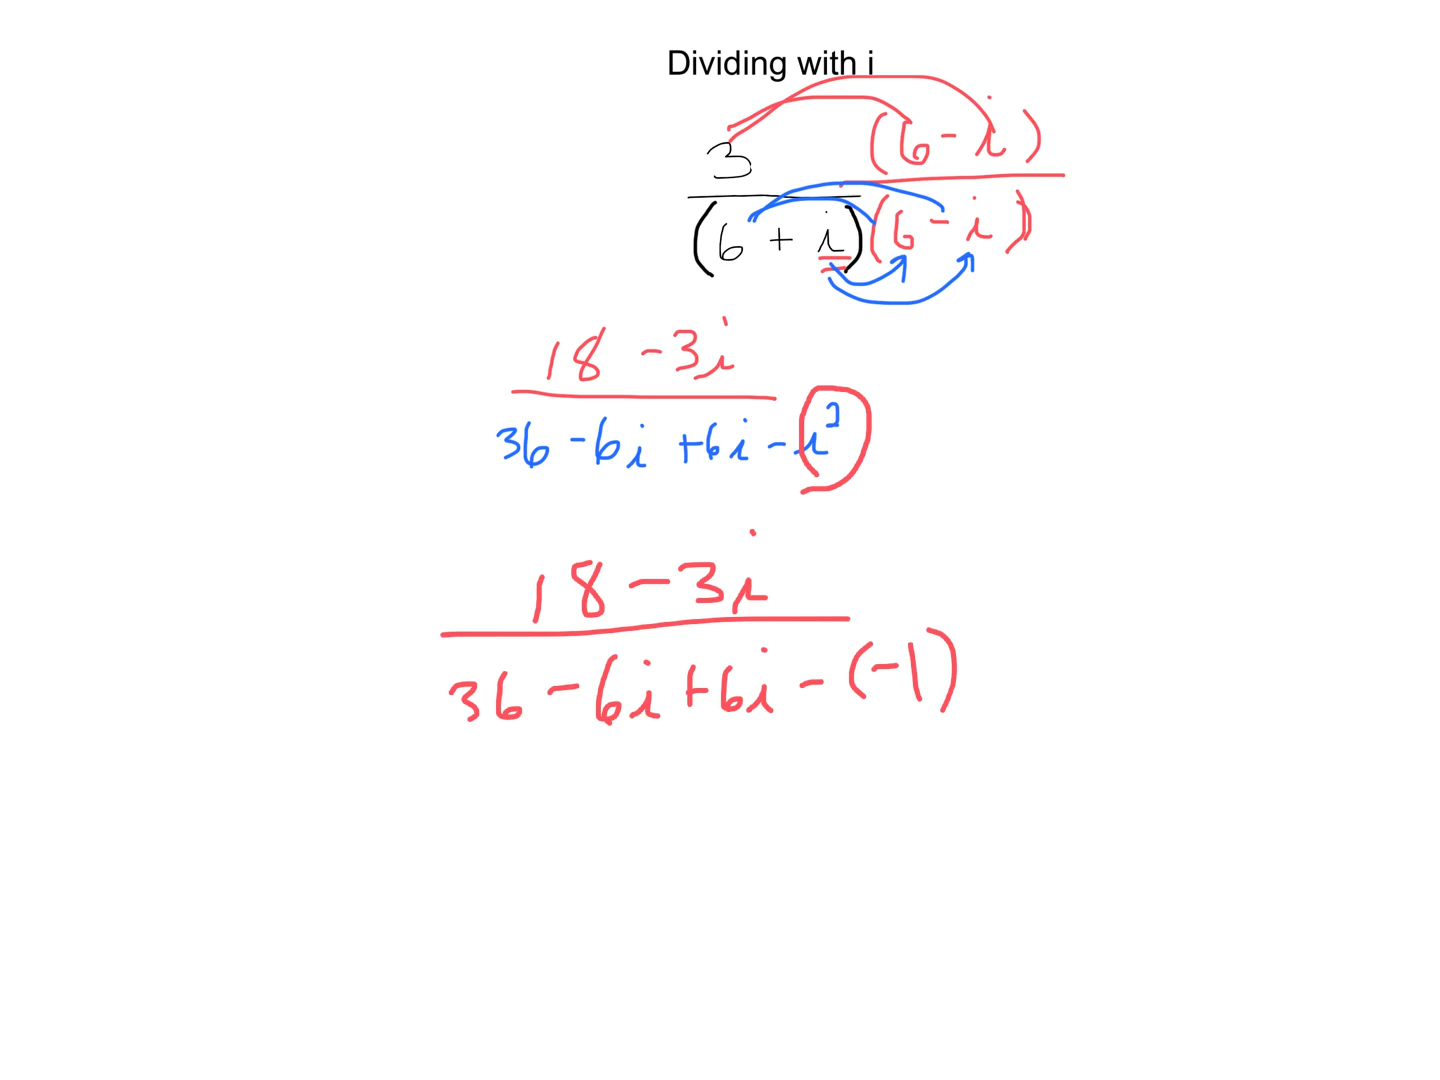 Dividing with i
3 (6 - i)
(6 + i) (6 - i))
18 - 3i
36 - 6i + 6i - i²
18 - 3i
36 - 6i + 6i - (-1)